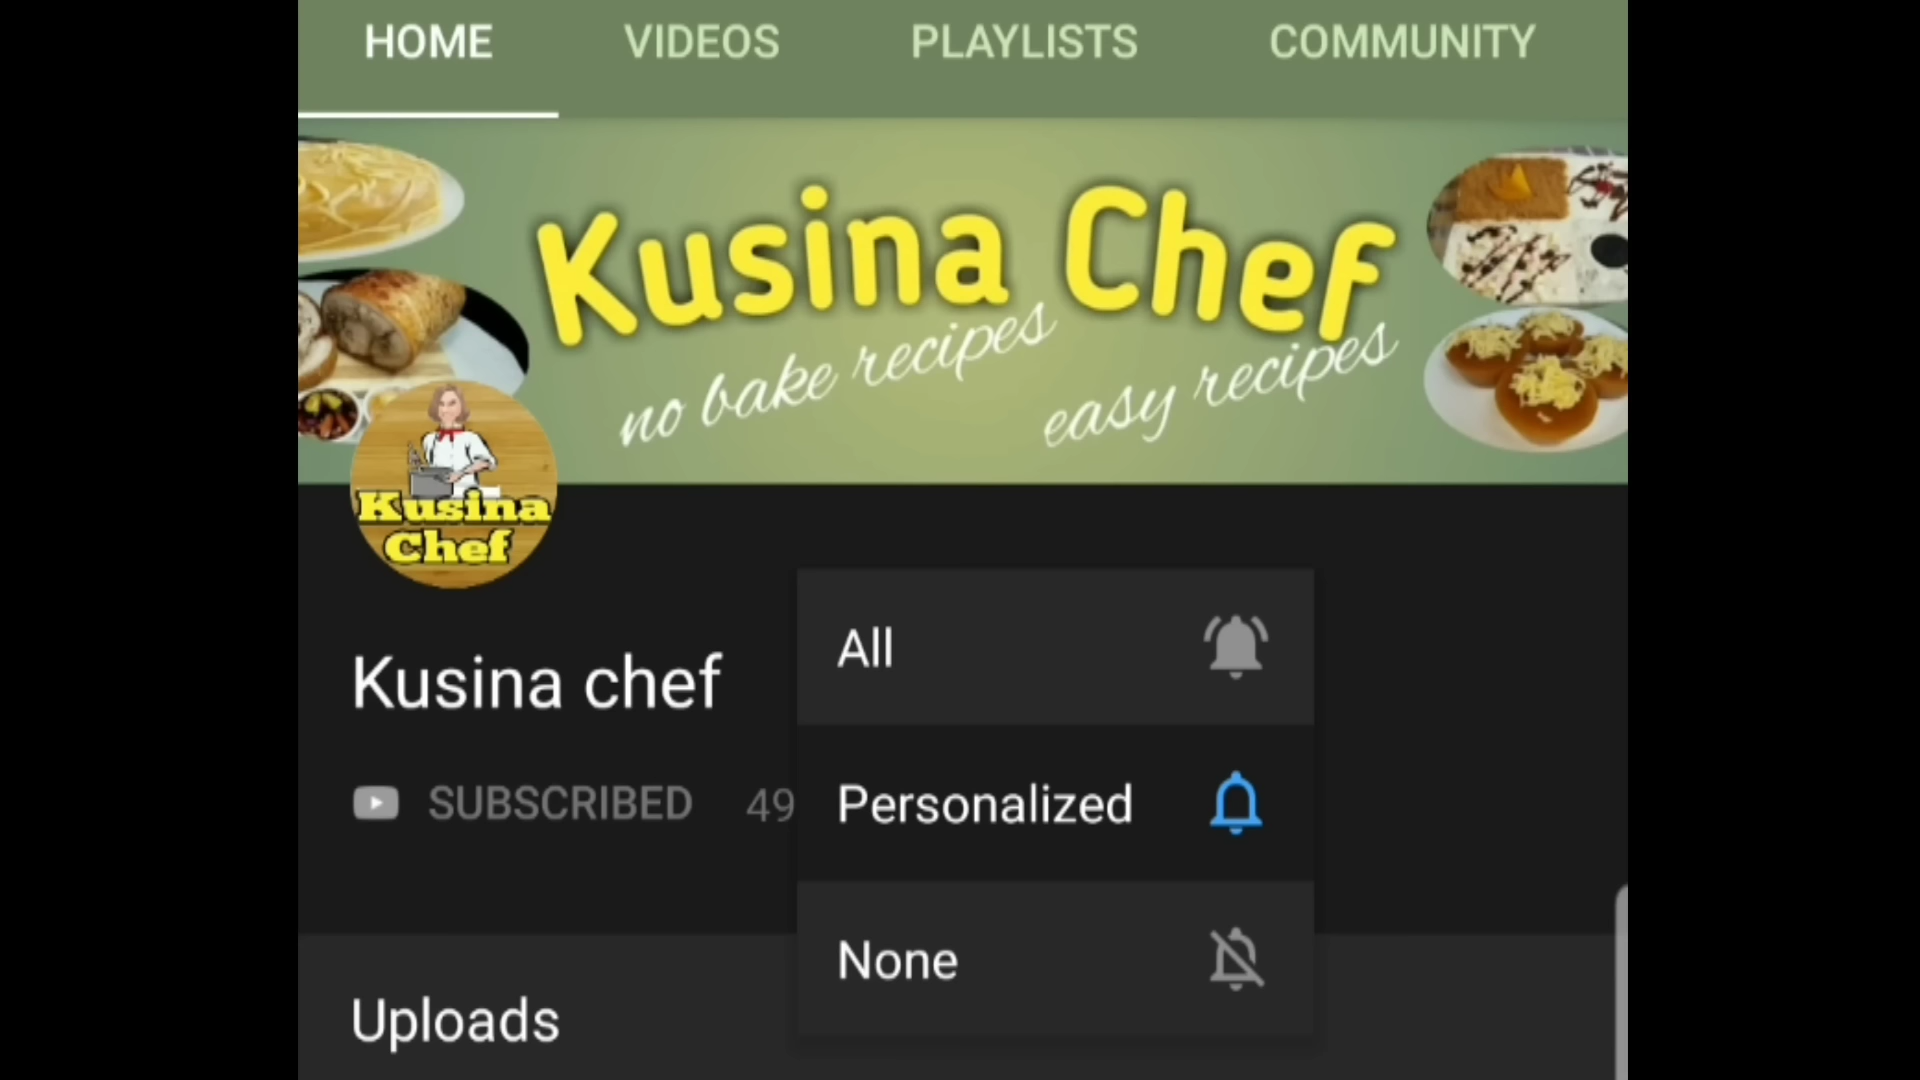 HOME VIDEOS PLAYLISTS COMMUNITY
Kusina Chef
no bake recipes easy recipes
Kusina
Chef
Kusina chef
SUBSCRIBED 49
All
Personalized
None
Uploads